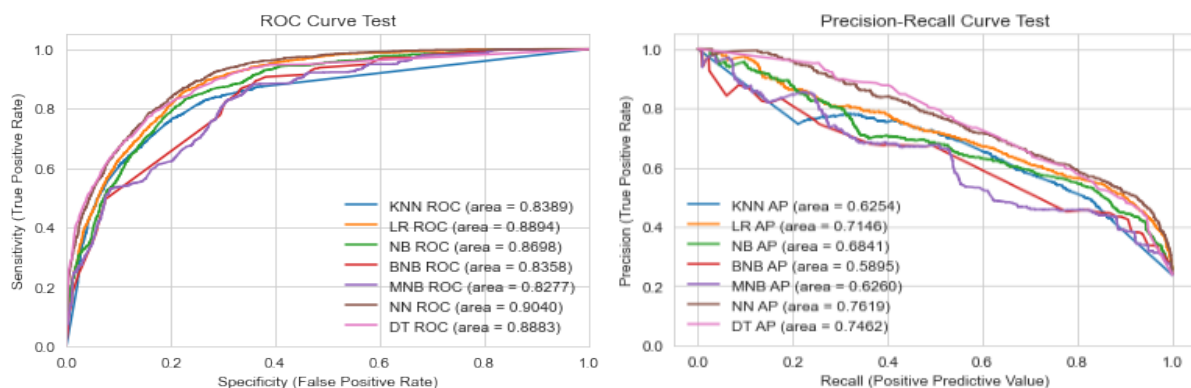 ROC Curve Test
Sensitivity (True Positive Rate)
1.0
0.8
0.6
0.4
0.2
0.0
KNN ROC (area = 0.8389)
LR ROC (area = 0.8894)
NB ROC (area = 0.8698)
BNB ROC (area = 0.8358)
MNB ROC (area = 0.8277)
NN ROC (area = 0.9040)
DT ROC (area = 0.8883)
0.0 0.2 0.4 0.6 0.8 1.0
Specificity (False Positive Rate)
Precision-Recall Curve Test
Precision (True Positive Rate)
1.0
0.8
0.6
0.4
0.2
0.0
KNN AP (area = 0.6254)
LR AP (area = 0.7146)
NB AP (area = 0.6841)
BNB AP (area = 0.5895)
MNB AP (area = 0.6260)
NN AP (area = 0.7619)
DT AP (area = 0.7462)
0.0 0.2 0.4 0.6 0.8 1.0
Recall (Positive Predictive Value)